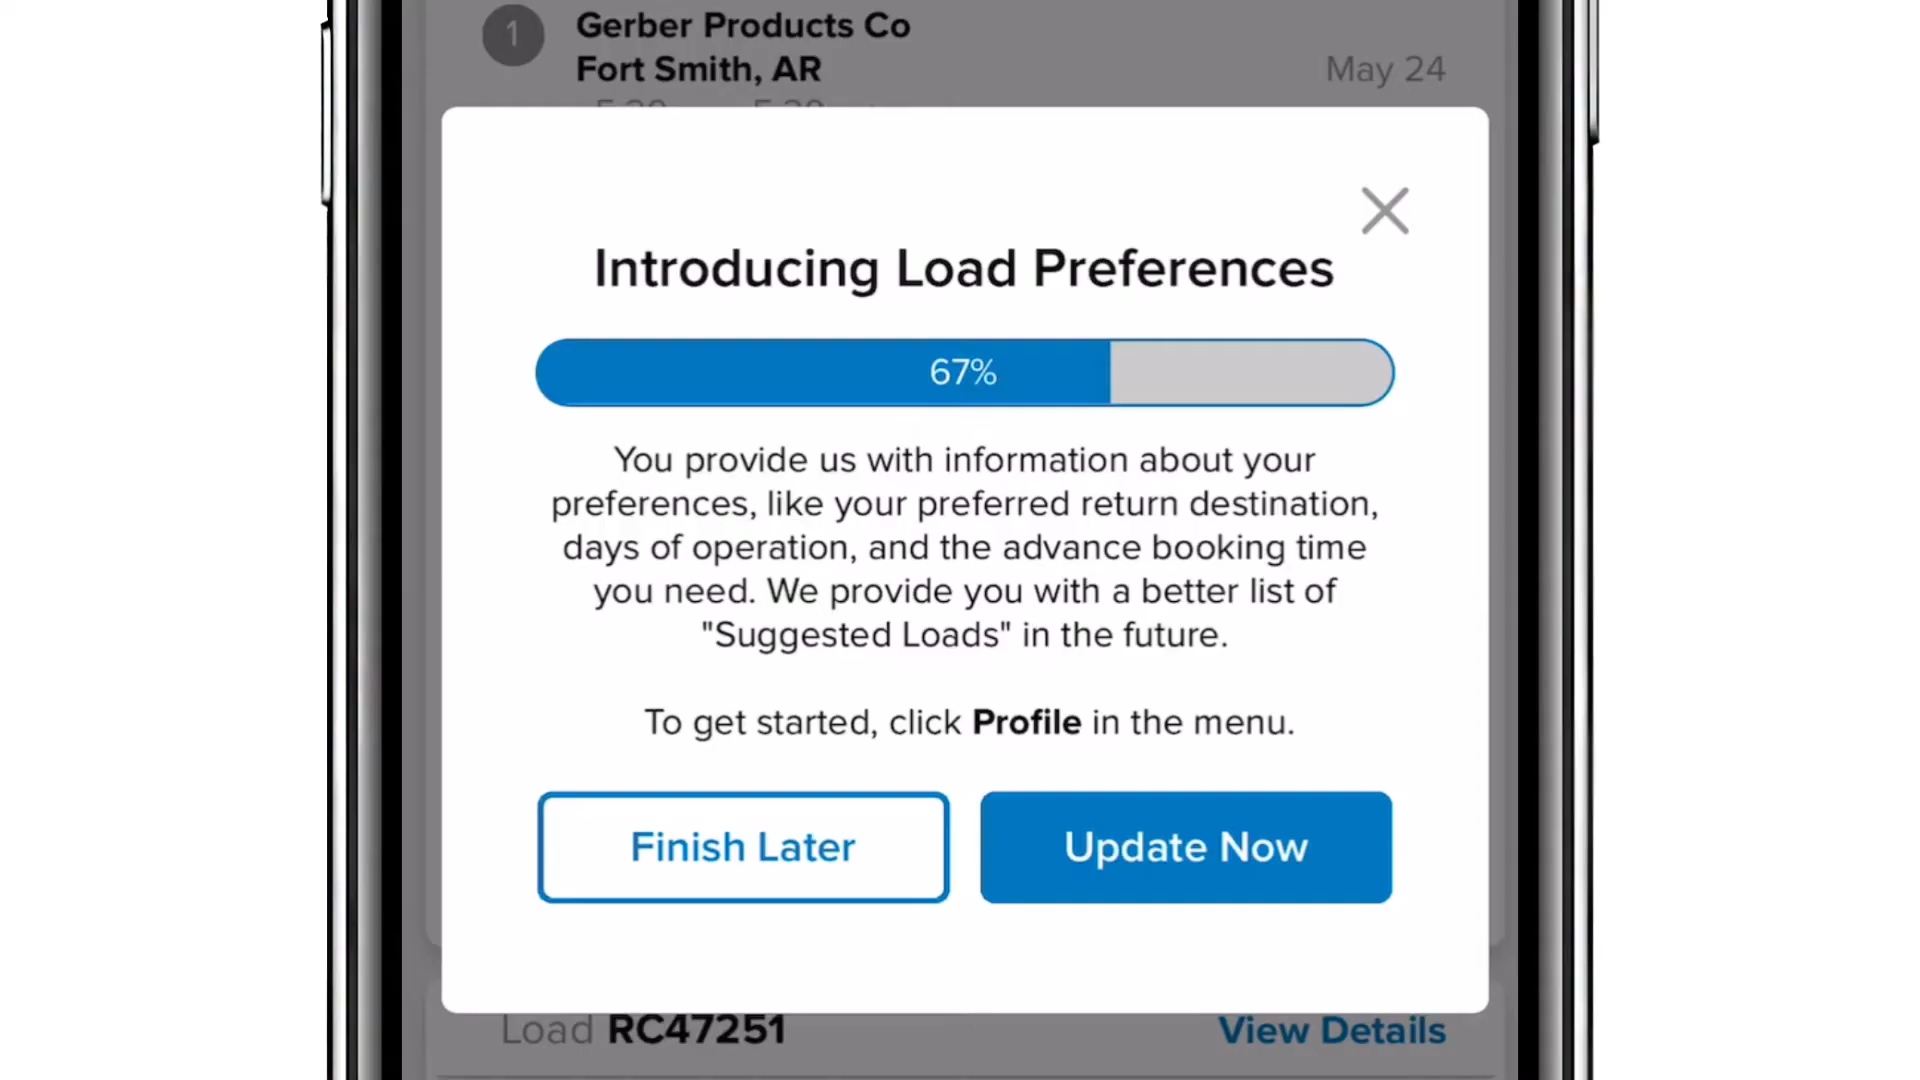 1
Gerber Products Co
Fort Smith, AR
May 24
Introducing Load Preferences
67%
You provide us with information about your
preferences, like your preferred return destination,
days of operation, and the advance booking time
you need. We provide you with a better list of
"Suggested Loads" in the future.
To get started, click Profile in the menu.
Finish Later
Update Now
Load RC47251
View Details